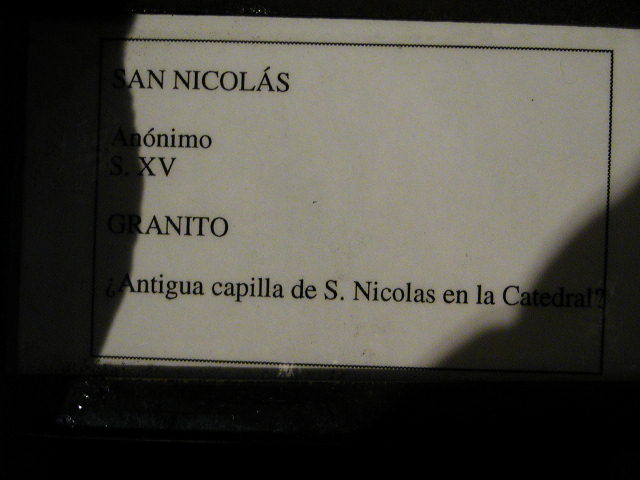 SAN NICOLÁS
Anónimo
S. XV
GRANITO
¿Antigua capilla de S. Nicolas en la Catedral?